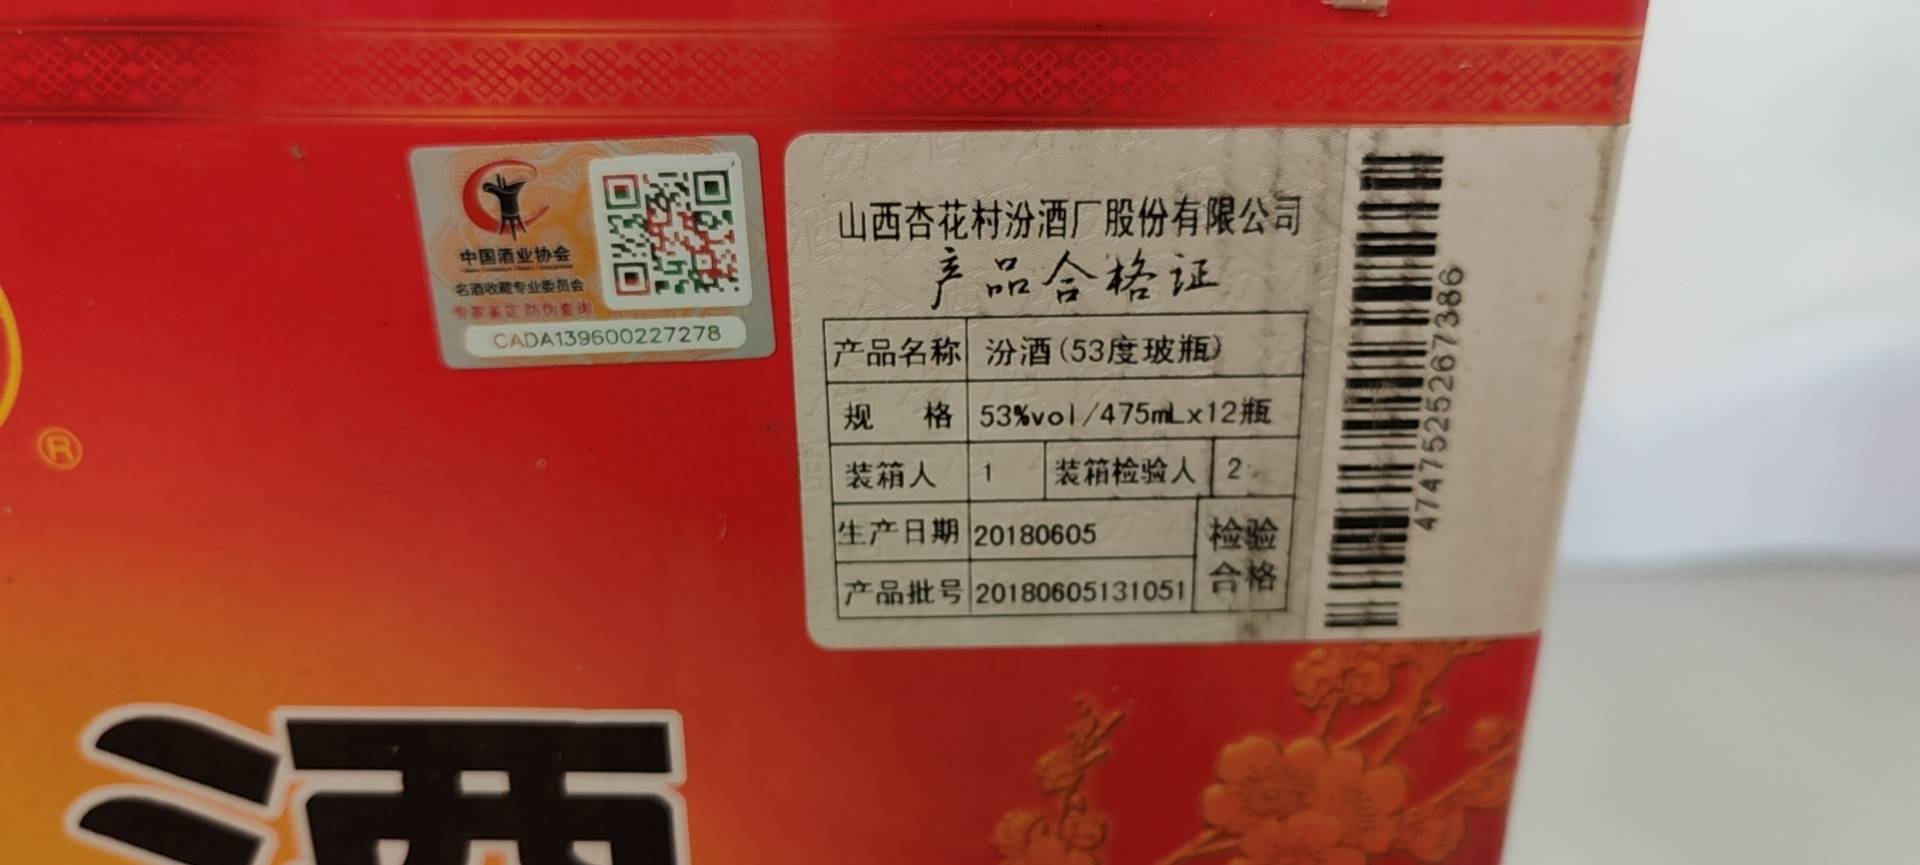 中国酒业协会
名酒收藏专业委员会
专家鉴定 防伪查询
CADA139600227278
山西杏花村汾酒厂股份有限公司
产品合格证
产品名称 汾酒(53度玻瓶)
规 格 53%vol/475mLx12瓶
装箱人 1 装箱检验人 2
生产日期 20180605
产品批号 20180605131051
检验
合格
4747525267386
®
酒